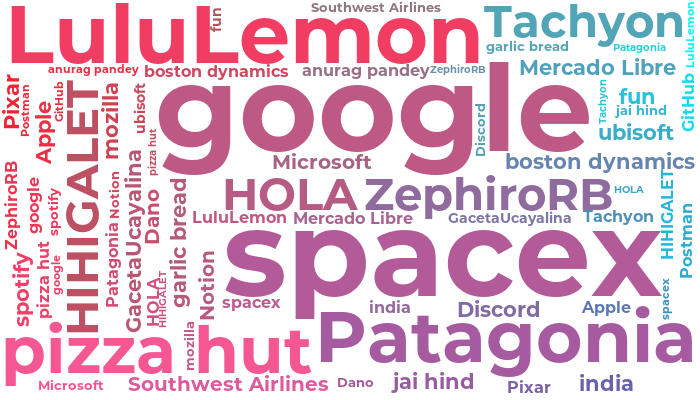 LuluLemon
fun
Southwest Airlines
Tachyon
garlic bread
Patagonia
LuluLemon
anurag pandey
boston dynamics
anurag pandey
ZephiroRB
Mercado Libre
Pixar
Postman
Apple
GitHub
HIHIGALET
mozilla
ubisoft
pizza hut
google
Discord
Tachyon
fun
jai hind
GitHub
ubisoft
Microsoft
boston dynamics
ZephiroRB
google
spotify
Patagonia
Notion
GacetaUcayalina
Dano
garlic bread
HOLA
ZephiroRB
HOLA
HIHIGALET
LuluLemon
Mercado Libre
GacetaUcayalina
Tachyon
Postman
spotify
pizza hut
google
HOLA
HIHIGALET
Notion
spacex
spacex
india
Discord
Apple
spacex
pizza hut
mozilla
Patagonia
Microsoft
Southwest Airlines
Dano
jai hind
Pixar
india